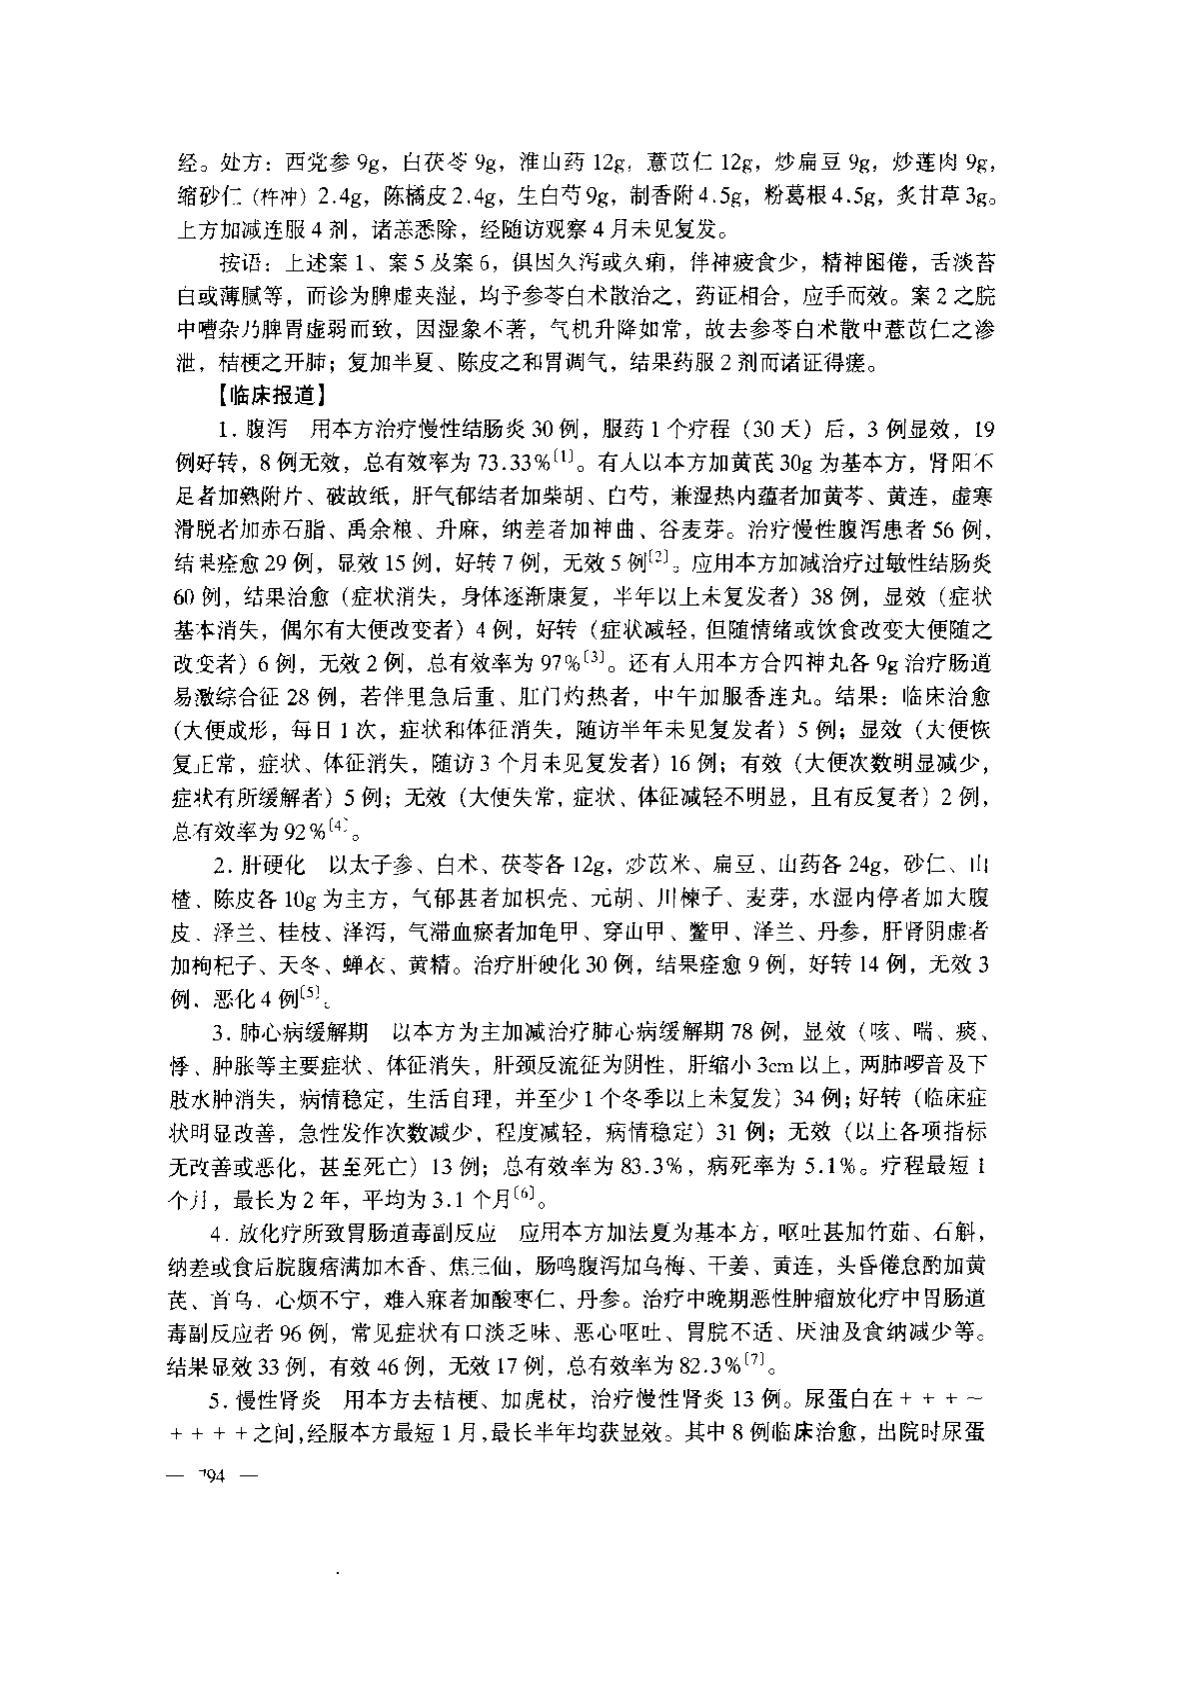 经。处方：西党参 9g，白茯苓 9g，淮山药 12g，薏苡仁 12g，炒扁豆 9g，炒莲肉 9g，
缩砂仁（杵冲）2.4g，陈橘皮 2.4g，生白芍 9g，制香附 4.5g，粉葛根 4.5g，炙甘草 3g。
上方加减连服 4 剂，诸恙悉除，经随访观察 4 月未见复发。
按语：上述案 1、案 5 及案 6，俱因久泻或久痢，伴神疲食少，精神困倦，舌淡苔
白或薄腻等，而诊为脾虚夹湿，均予参苓白术散治之，药证相合，应手而效。案 2 之脘
中嘈杂乃脾胃虚弱而致，因湿象不著，气机升降如常，故去参苓白术散中薏苡仁之渗
泄，桔梗之开肺；复加半夏、陈皮之和胃调气，结果药服 2 剂而诸证得瘥。
【临床报道】
1. 腹泻　用本方治疗慢性结肠炎 30 例，服药 1 个疗程（30 天）后，3 例显效，19
例好转，8 例无效，总有效率为 73.33%〔1〕。有人以本方加黄芪 30g 为基本方，肾阳不
足者加熟附片、破故纸，肝气郁结者加柴胡、白芍，兼湿热内蕴者加黄芩、黄连，虚寒
滑脱者加赤石脂、禹余粮、升麻，纳差者加神曲、谷麦芽。治疗慢性腹泻患者 56 例，
结果痊愈 29 例，显效 15 例，好转 7 例，无效 5 例〔2〕。应用本方加减治疗过敏性结肠炎
60 例，结果治愈（症状消失，身体逐渐康复，半年以上未复发者）38 例，显效（症状
基本消失，偶尔有大便改变者）4 例，好转（症状减轻，但随情绪或饮食改变大便随之
改变者）6 例，无效 2 例，总有效率为 97%〔3〕。还有人用本方合四神丸各 9g 治疗肠道
易激综合征 28 例，若伴里急后重、肛门灼热者，中午加服香连丸。结果：临床治愈
(大便成形，每日 1 次，症状和体征消失，随访半年未见复发者）5 例；显效（大便恢
复正常，症状、体征消失，随访 3 个月未见复发者）16 例；有效（大便次数明显减少，
症状有所缓解者）5 例；无效（大便失常，症状、体征减轻不明显，且有反复者）2 例，
总有效率为 92%〔4〕。
2. 肝硬化　以太子参、白术、茯苓各 12g，炒苡米、扁豆、山药各 24g，砂仁、山
楂、陈皮各 10g 为主方，气郁甚者加枳壳、元胡、川楝子、麦芽，水湿内停者加大腹
皮、泽兰、桂枝、泽泻，气滞血瘀者加龟甲、穿山甲、鳖甲、泽兰、丹参，肝肾阴虚者
加枸杞子、天冬、蝉衣、黄精。治疗肝硬化 30 例，结果痊愈 9 例，好转 14 例，无效 3
例，恶化 4 例〔5〕。
3. 肺心病缓解期　以本方为主加减治疗肺心病缓解期 78 例，显效（咳、喘、痰、
悸、肿胀等主要症状、体征消失，肝颈反流征为阴性，肝缩小 3cm 以上，两肺啰音及下
肢水肿消失，病情稳定，生活自理，并至少 1 个冬季以上未复发）34 例；好转（临床症
状明显改善，急性发作次数减少，程度减轻，病情稳定）31 例；无效（以上各项指标
无改善或恶化，甚至死亡）13 例；总有效率为 83.3%，病死率为 5.1%。疗程最短 1
个月，最长为 2 年，平均为 3.1 个月〔6〕。
4. 放化疗所致胃肠道毒副反应　应用本方加法夏为基本方，呕吐甚加竹茹、石斛，
纳差或食后脘腹痞满加木香、焦三仙，肠鸣腹泻加乌梅、干姜、黄连，头昏倦怠酌加黄
芪、首乌，心烦不宁，难入寐者加酸枣仁、丹参。治疗中晚期恶性肿瘤放化疗中胃肠道
毒副反应者 96 例，常见症状有口淡乏味、恶心呕吐、胃脘不适、厌油及食纳减少等。
结果显效 33 例，有效 46 例，无效 17 例，总有效率为 82.3%〔7〕。
5. 慢性肾炎　用本方去桔梗、加虎杖，治疗慢性肾炎 13 例。尿蛋白在 + + + ～
+ + + + 之间,经服本方最短 1 月,最长半年均获显效。其中 8 例临床治愈，出院时尿蛋
— 794 —